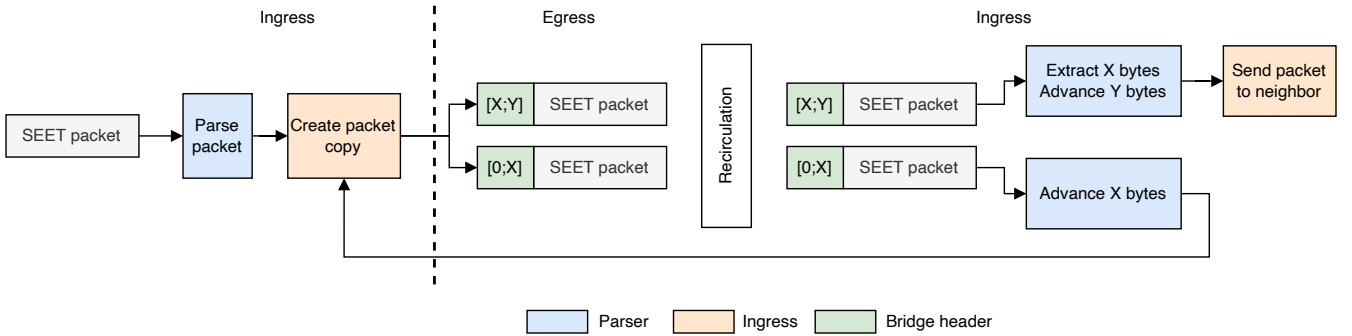 Ingress
Egress
Ingress
SEET packet
Parse
packet
Create packet
copy
[X;Y]
SEET packet
[0;X]
SEET packet
Recirculation
[X;Y]
SEET packet
[0;X]
SEET packet
Extract X bytes
Advance Y bytes
Send packet
to neighbor
Advance X bytes
Parser
Ingress
Bridge header